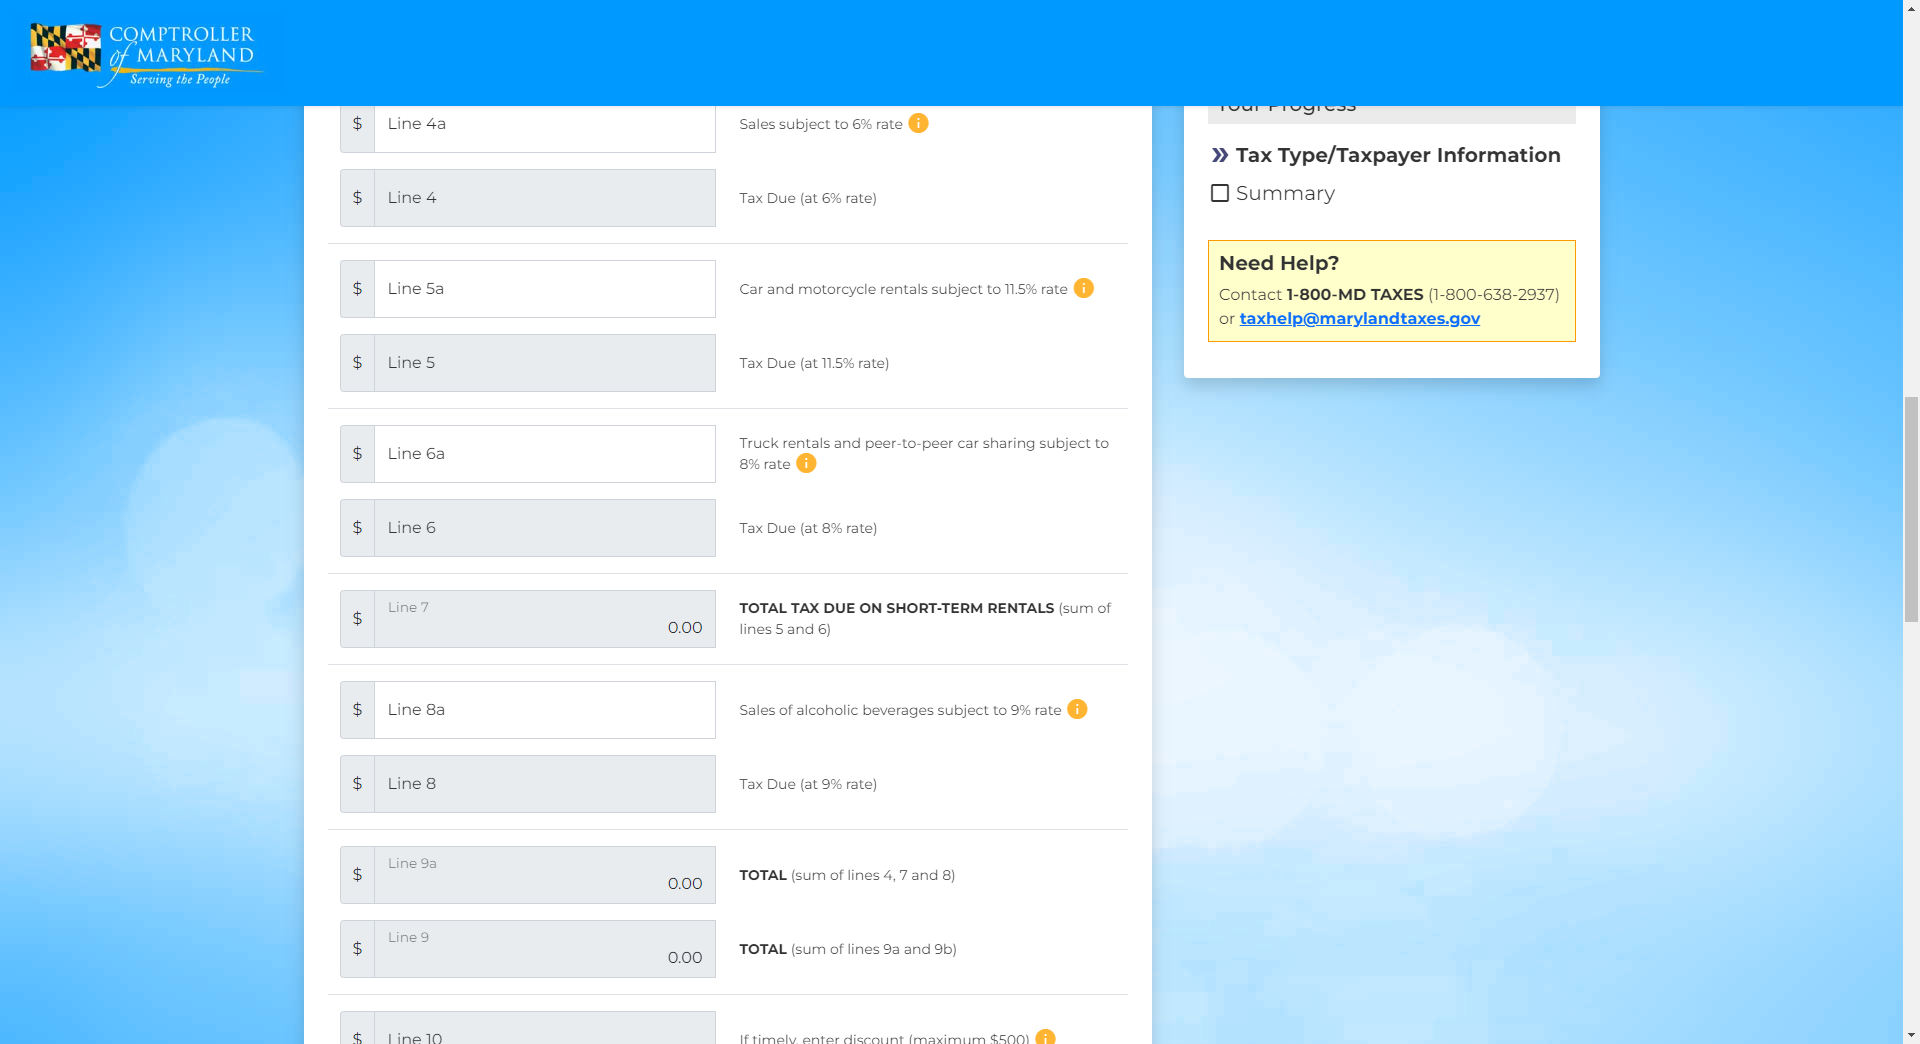 COMPTROLLER
of MARYLAND
Serving the People
$ Line 4a
Sales subject to 6% rate
$ Line 4
Tax Due (at 6% rate)
$ Line 5a
Car and motorcycle rentals subject to 11.5% rate
$ Line 5
Tax Due (at 11.5% rate)
$ Line 6a
Truck rentals and peer-to-peer car sharing subject to
8% rate
$ Line 6
Tax Due (at 8% rate)
$ Line 7
0.00
TOTAL TAX DUE ON SHORT-TERM RENTALS (sum of
lines 5 and 6)
$ Line 8a
Sales of alcoholic beverages subject to 9% rate
$ Line 8
Tax Due (at 9% rate)
$ Line 9a
0.00
TOTAL (sum of lines 4, 7 and 8)
$ Line 9
0.00
TOTAL (sum of lines 9a and 9b)
$ Line 10
If timely, enter discount (maximum $500)
Your Progress
Tax Type/Taxpayer Information
Summary
Need Help?
Contact 1-800-MD TAXES (1-800-638-2937)
or taxhelp@marylandtaxes.gov